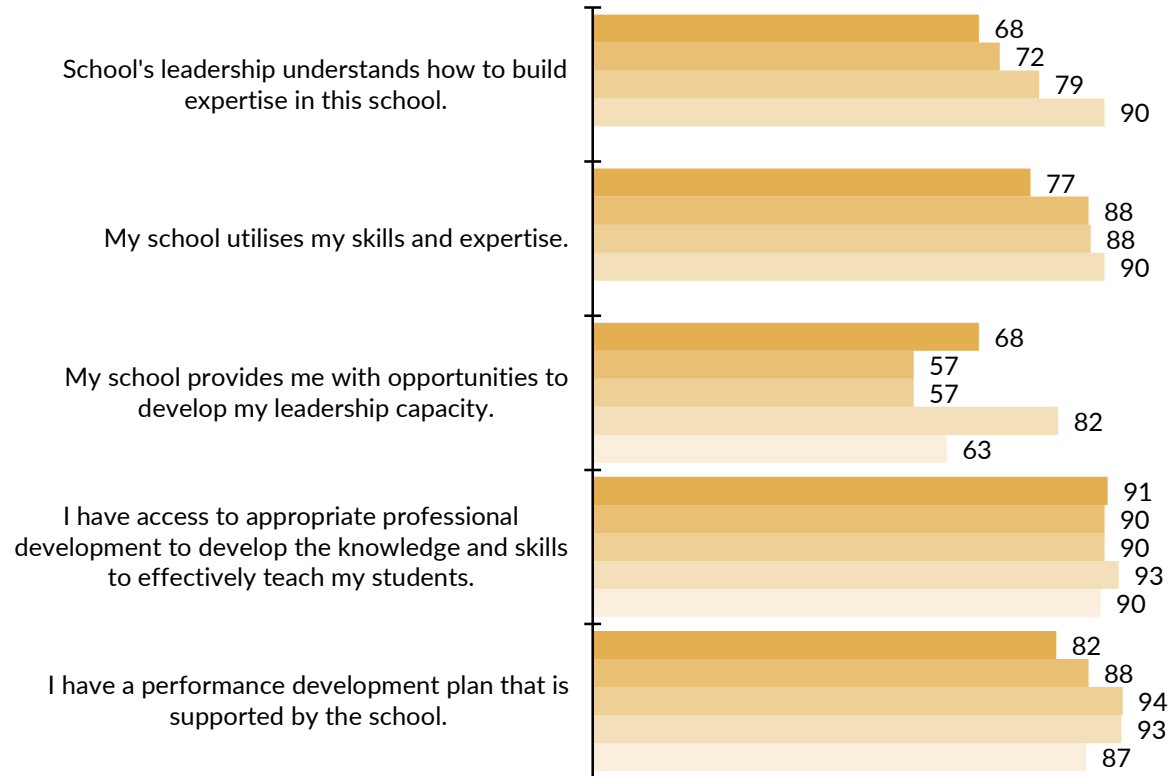 School's leadership understands how to build
expertise in this school.
68
72
79
90
My school utilises my skills and expertise.
77
88
88
90
My school provides me with opportunities to
develop my leadership capacity.
68
57
57
82
63
I have access to appropriate professional
development to develop the knowledge and skills
to effectively teach my students.
91
90
90
93
90
I have a performance development plan that is
supported by the school.
82
88
94
93
87